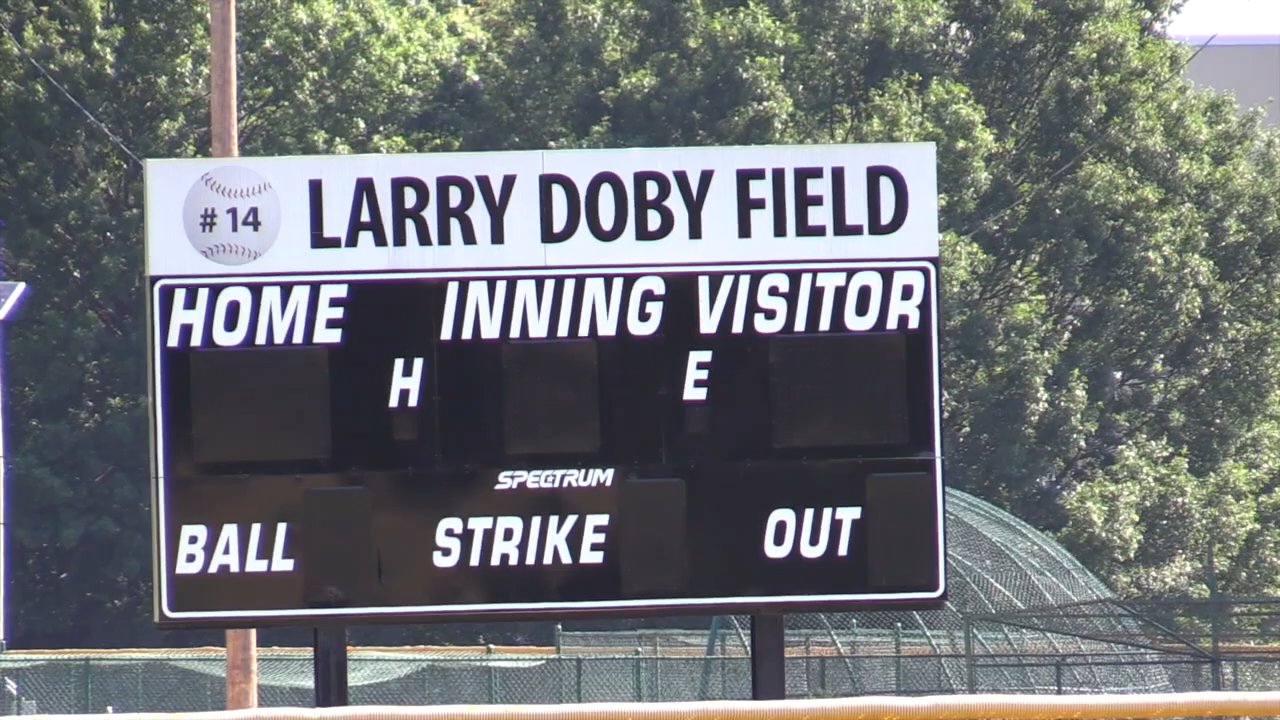 # 14 LARRY DOBY FIELD
HOME INNING VISITOR
H E
SPECTRUM
BALL STRIKE OUT